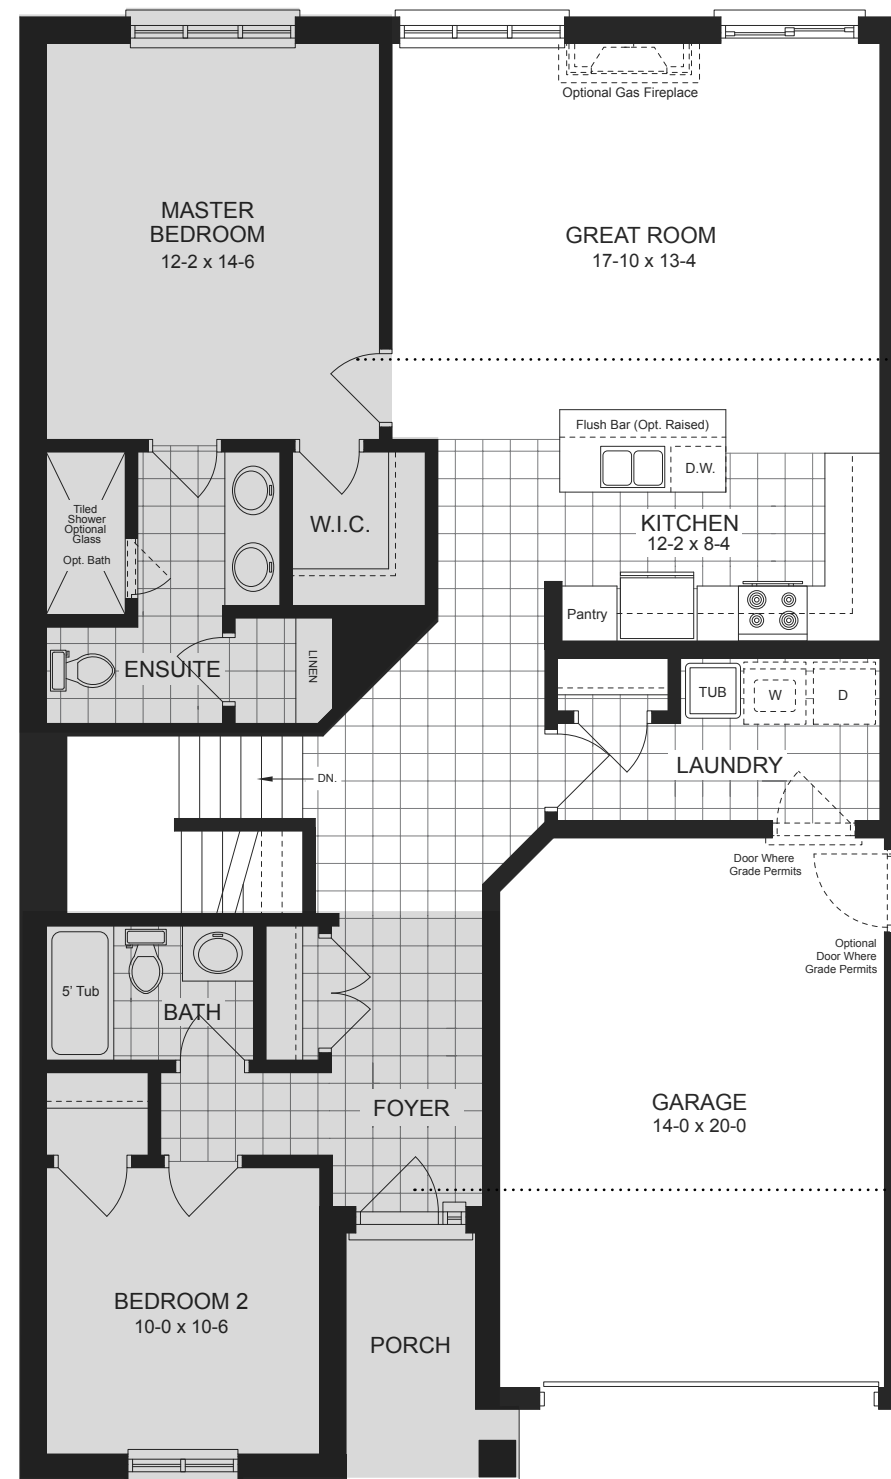 Optional Gas Fireplace
MASTER
BEDROOM
12-2 x 14-6
GREAT ROOM
17-10 x 13-4
Flush Bar (Opt. Raised)
D.W.
Tiled
Shower
Optional
Glass
Opt. Bath
W.I.C.
KITCHEN
12-2 x 8-4
Pantry
ENSUITE
LINEN
TUB
W
D
LAUNDRY
DN.
Door Where
Grade Permits
Optional
Door Where
Grade Permits
5' Tub
BATH
FOYER
GARAGE
14-0 x 20-0
BEDROOM 2
10-0 x 10-6
PORCH